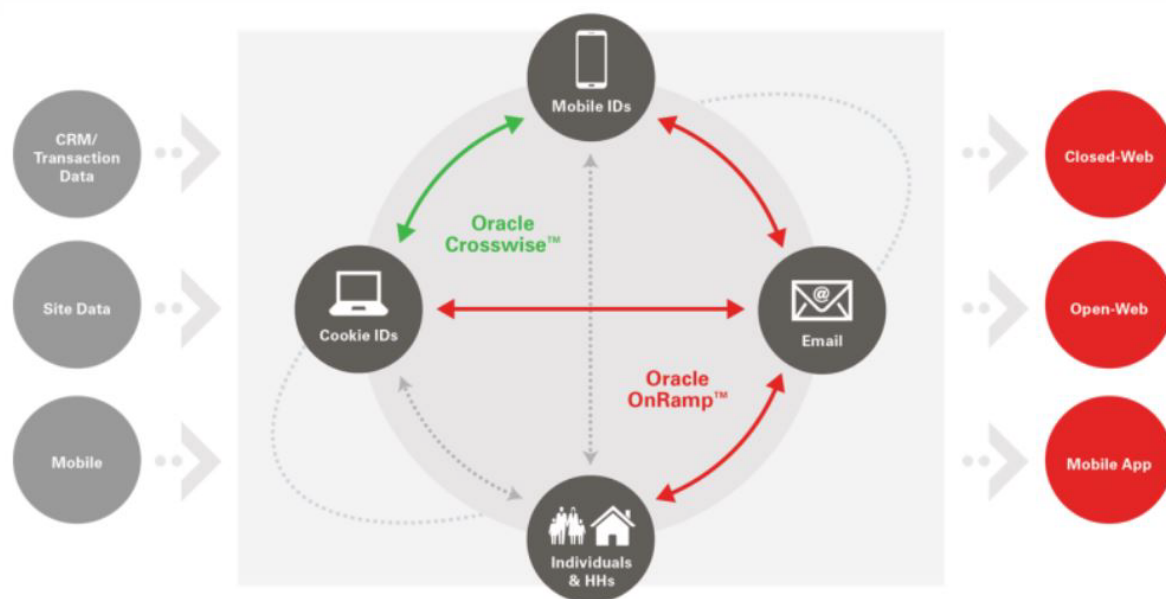 Mobile IDs
CRM/
Transaction
Data
Closed-Web
Oracle
Crosswise™
Site Data
Cookie IDs
@
Email
Open-Web
Oracle
OnRamp™
Mobile
Mobile App
Individuals
& HHs